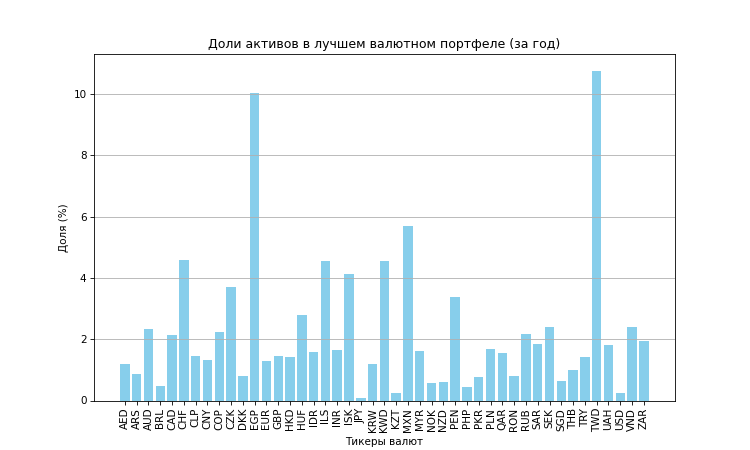 Доли активов в лучшем валютном портфеле (за год)
Доля (%)
10
8
6
4
2
0
AED ARS AUD BRL CAD CHF CLP CNY COP CZK DKK EGP EUR GBP HKD HUF IDR ILS INR ISK JPY KRW KWD KZT MXN MYR NOK NZD PEN PHP PKR PLN QAR RON RUB SAR SEK SGD THB TRY TWD UAH USD VND ZAR
Тикеры валют